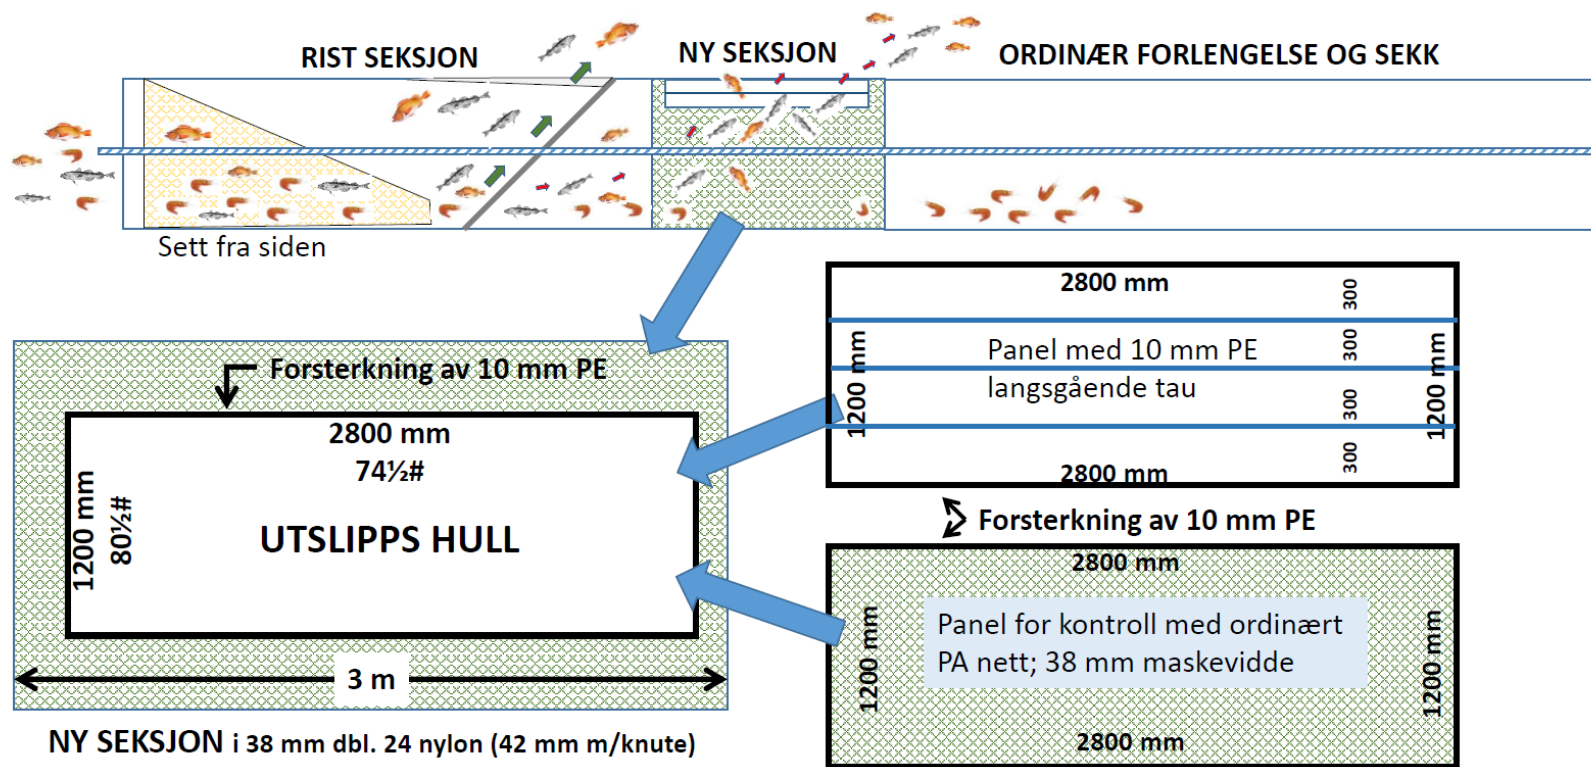 RIST SEKSJON
NY SEKSJON
ORDINÆR FORLENGELSE OG SEKK
Sett fra siden
Forsterkning av 10 mm PE
2800 mm
74½#
1200 mm
80½#
UTSLIPPS HULL
3 m
NY SEKSJON i 38 mm dbl. 24 nylon (42 mm m/knute)
2800 mm
300
300
300
300
1200 mm
Panel med 10 mm PE
langsgående tau
1200 mm
2800 mm
Forsterkning av 10 mm PE
2800 mm
1200 mm
Panel for kontroll med ordinært
PA nett; 38 mm maskevidde
1200 mm
2800 mm